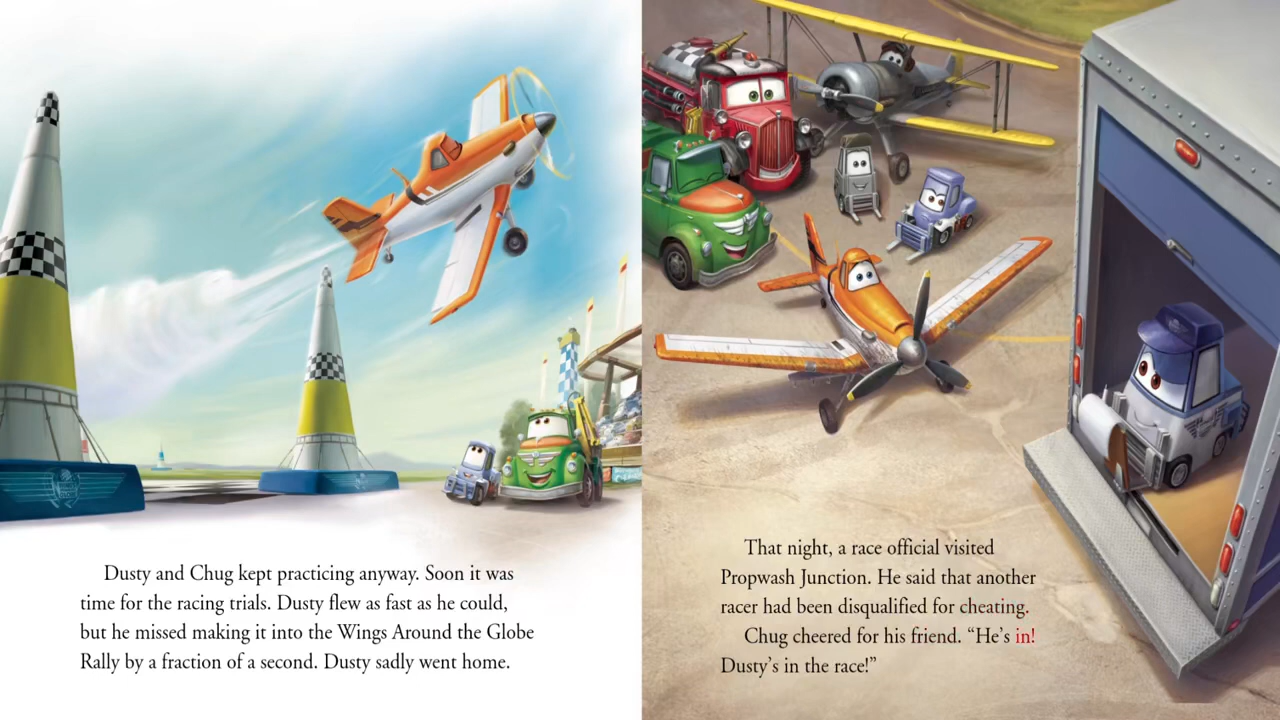 Dusty and Chug kept practicing anyway. Soon it was
time for the racing trials. Dusty flew as fast as he could,
but he missed making it into the Wings Around the Globe
Rally by a fraction of a second. Dusty sadly went home.
That night, a race official visited
Propwash Junction. He said that another
racer had been disqualified for cheating.
Chug cheered for his friend. “He’s in!
Dusty’s in the race!”